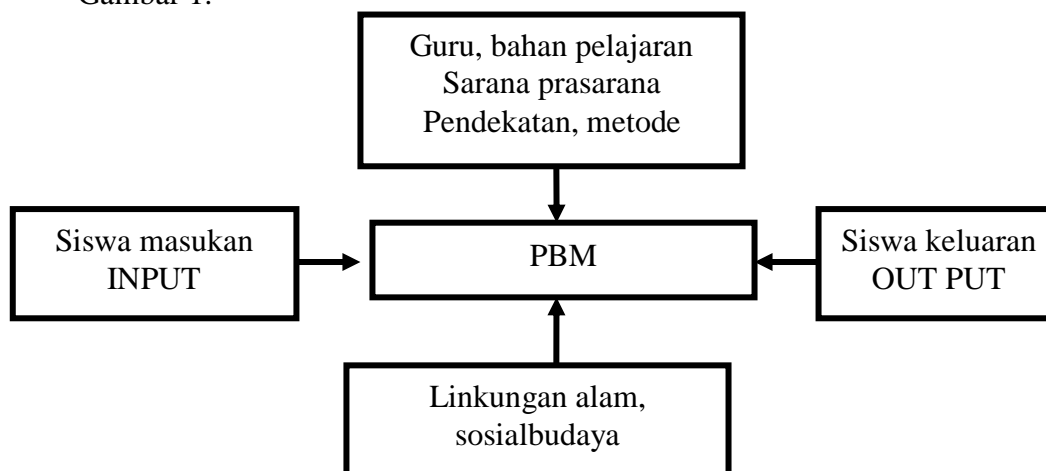 Gambar 1.
Guru, bahan pelajaran
Sarana prasarana
Pendekatan, metode
Siswa masukan
INPUT
PBM
Siswa keluaran
OUT PUT
Linkungan alam,
sosialbudaya